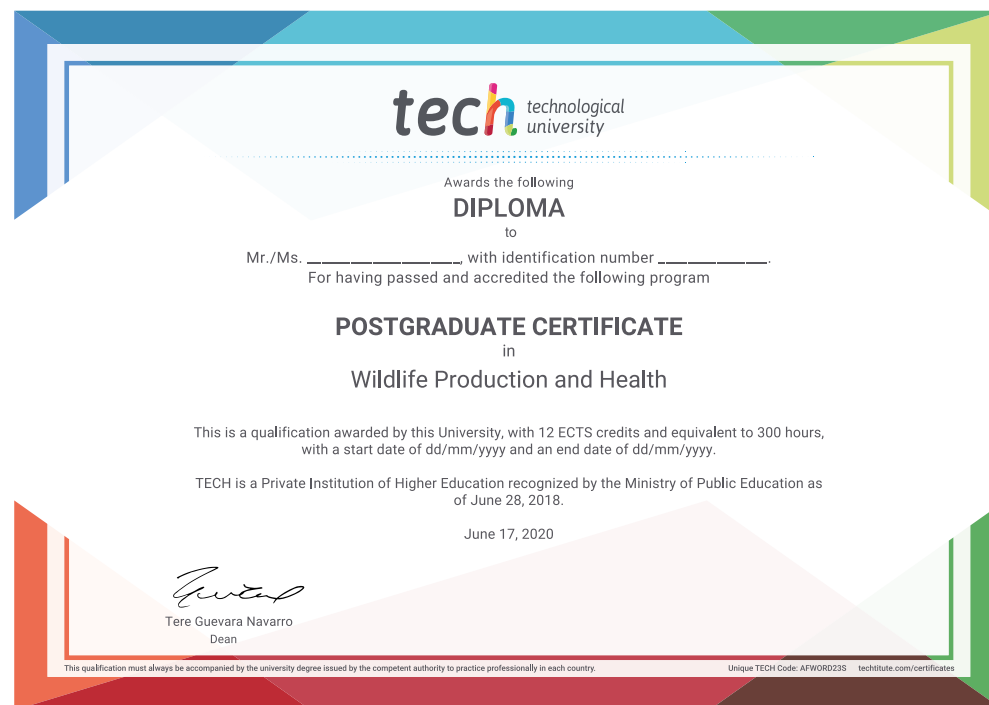 tech technological
university
Awards the following
DIPLOMA
to
Mr./Ms. ____________________, with identification number ______________.
For having passed and accredited the following program
POSTGRADUATE CERTIFICATE
in
Wildlife Production and Health
This is a qualification awarded by this University, with 12 ECTS credits and equivalent to 300 hours,
with a start date of dd/mm/yyyy and an end date of dd/mm/yyyy.
TECH is a Private Institution of Higher Education recognized by the Ministry of Public Education as
of June 28, 2018.
June 17, 2020
Tere Guevara Navarro
Dean
This qualification must always be accompanied by the university degree issued by the competent authority to practice professionally in each country.
Unique TECH Code: AFWORD23S techtitute.com/certificates